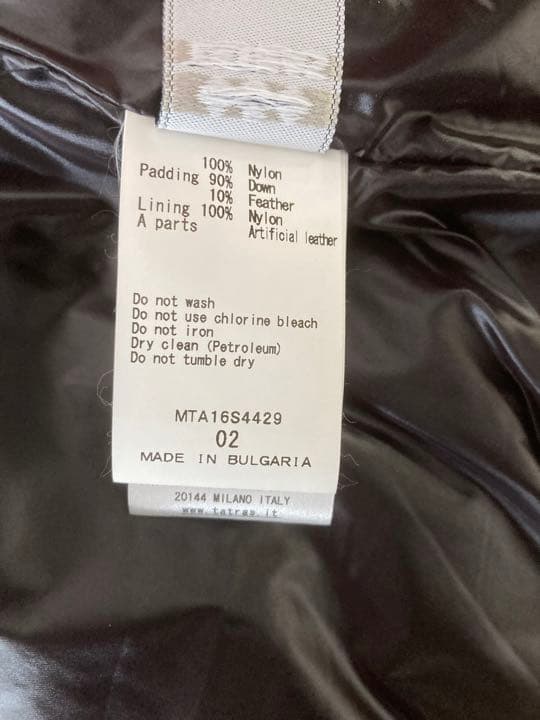 100% Nylon
Padding 90% Down
10% Feather
Lining 100% Nylon
A parts Artificial leather
Do not wash
Do not use chlorine bleach
Do not iron
Dry clean (Petroleum)
Do not tumble dry
MTA16S4429
02
MADE IN BULGARIA
20144 MILANO ITALY
www.tatras.it